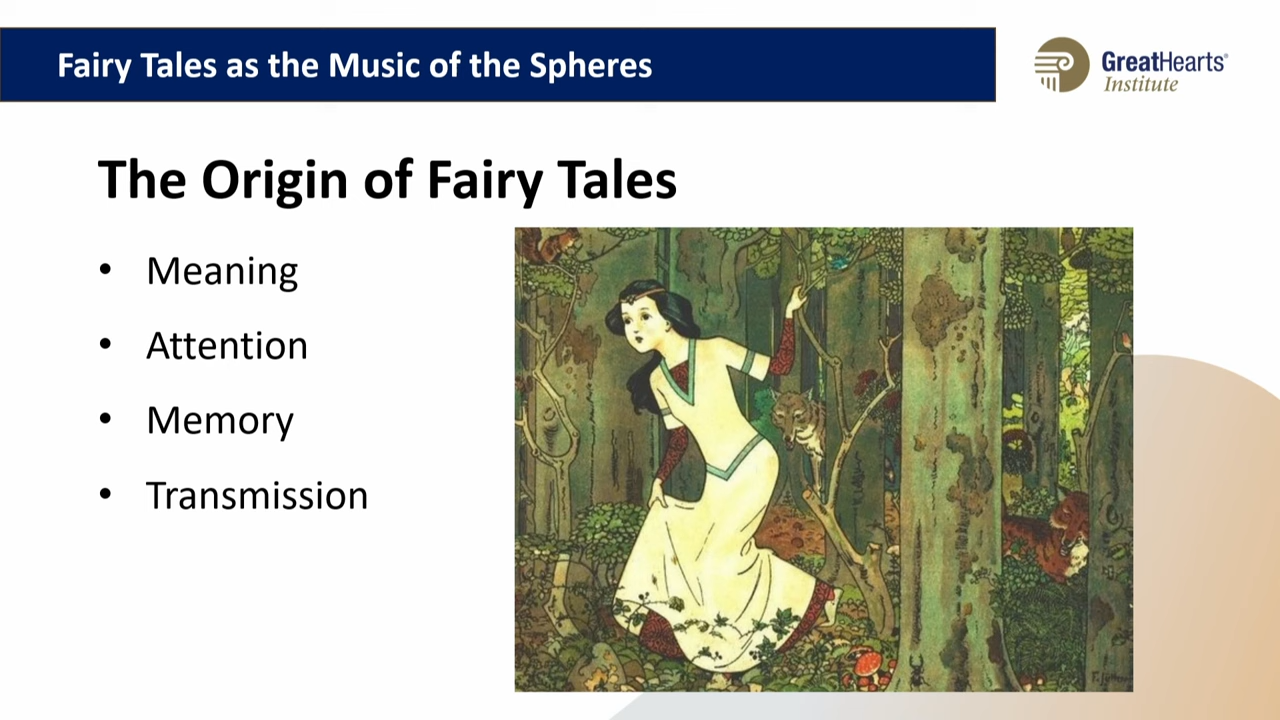 Fairy Tales as the Music of the Spheres
GreatHearts®
Institute
The Origin of Fairy Tales
• Meaning
• Attention
• Memory
• Transmission